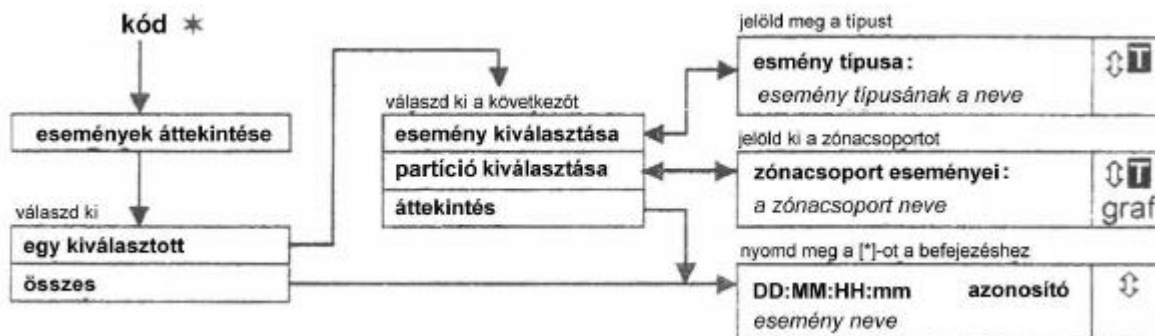 kód ✶
események áttekintése
válaszd ki
egy kiválasztott
összes
válaszd ki a következőt
esemény kiválasztása
partíció kiválasztása
áttekintés
jelöld meg a típust
esmény típusa:
esemény típusának a neve
T
jelöld ki a zónacsoportot
zónacsoport eseményei:
a zónacsoport neve
T
graf
nyomd meg a [*]-ot a befejezéshez
DD:MM:HH:mm azonosító
esemény neve